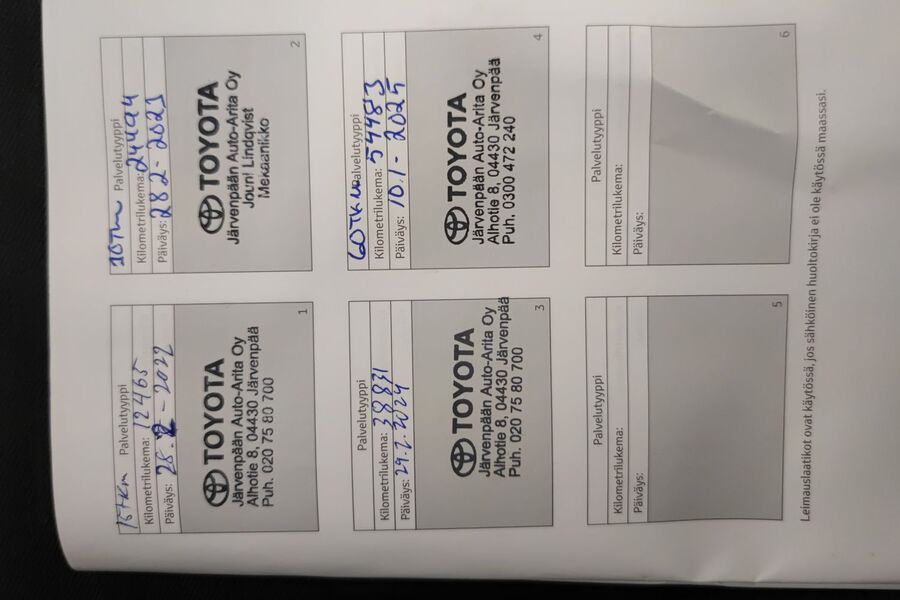 15tkm Palvelutyyppi
Kilometrilukema: 12465
Päiväys: 25.2-2022
TOYOTA
Järvenpään Auto-Arita Oy
Alhotie 8, 04430 Järvenpää
Puh. 020 75 80 700
1
Palvelutyyppi
Kilometrilukema: 24494
Päiväys: 28 2 - 2023
TOYOTA
Järvenpään Auto-Arita Oy
Jouni Lindqvist
Mekaanikko
2
Palvelutyyppi
Kilometrilukema: 38831
Päiväys: 29.2.2024
TOYOTA
Järvenpään Auto-Arita Oy
Alhotie 8, 04430 Järvenpää
Puh. 020 75 80 700
3
60TKM Palvelutyyppi
Kilometrilukema: 54483
Päiväys: 10.1 - 2025
TOYOTA
Järvenpään Auto-Arita Oy
Alhotie 8, 04430 Järvenpää
Puh. 0300 472 240
4
Palvelutyyppi
Kilometrilukema:
Päiväys:
5
Palvelutyyppi
Kilometrilukema:
Päiväys:
6
Leimauslaatikot ovat käytössä, jos sähköinen huoltokirja ei ole käytössä maassasi.